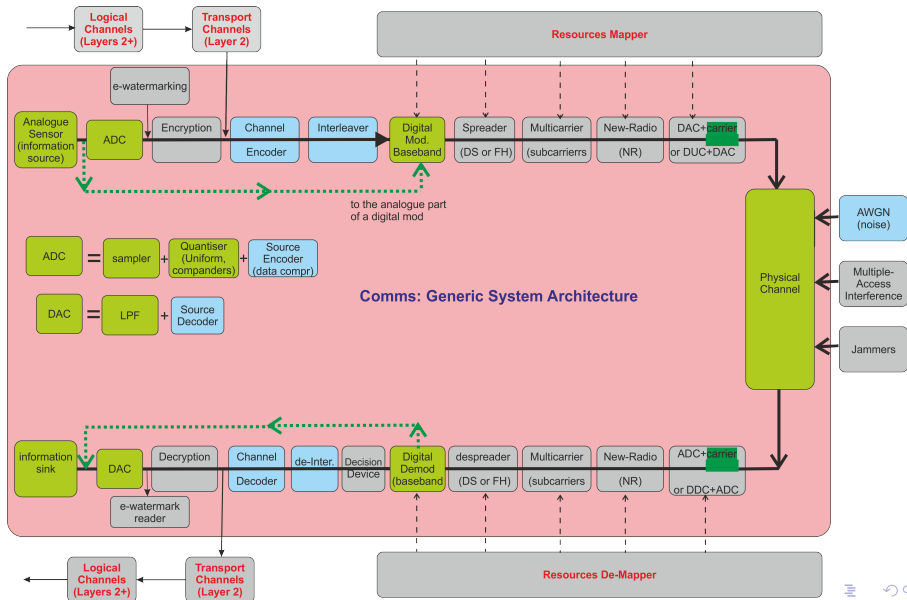 Logical
Channels
(Layers 2+)
Transport
Channels
(Layer 2)
Resources Mapper
e-watermarking
Analogue
Sensor
(information
source)
ADC
Encryption
Channel
Encoder
Interleaver
Digital
Mod.
Baseband
Spreader
(DS or FH)
Multicarrier
(subcarrierrs
New-Radio
(NR)
DAC+carrier
or DUC+DAC
to the analogue part
of a digital mod
ADC
=
sampler
+
Quantiser
(Uniform,
companders)
+
Source
Encoder
(data compr)
DAC
=
LPF
+
Source
Decoder
Comms: Generic System Architecture
Physical
Channel
AWGN
(noise)
Multiple-
Access
Interference
Jammers
information
sink
DAC
Decryption
Channel
Decoder
de-Inter.
Decision
Device
Digital
Demod
(baseband
despreader
(DS or FH)
Multicarrier
(subcarriers
New-Radio
(NR)
ADC+carrier
or DDC+ADC
e-watermark
reader
Logical
Channels
(Layers 2+)
Transport
Channels
(Layer 2)
Resources De-Mapper